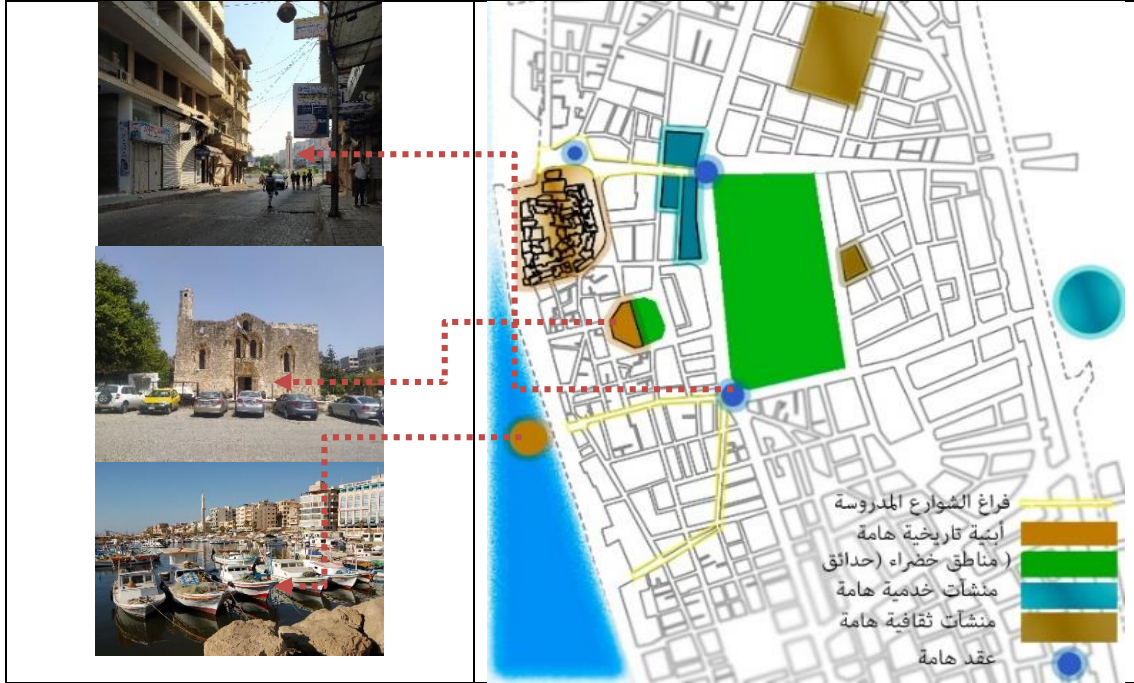 فراغ الشوارع المدروسة
أبنية تاريخية هامة
( مناطق خضراء (حدائق
منشآت خدمية هامة
منشآت ثقافية هامة
عقد هامة